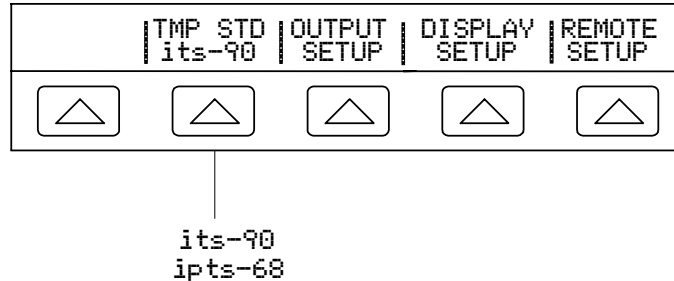 TMP STD OUTPUT DISPLAY REMOTE
its-90 SETUP SETUP SETUP
its-90
ipts-68